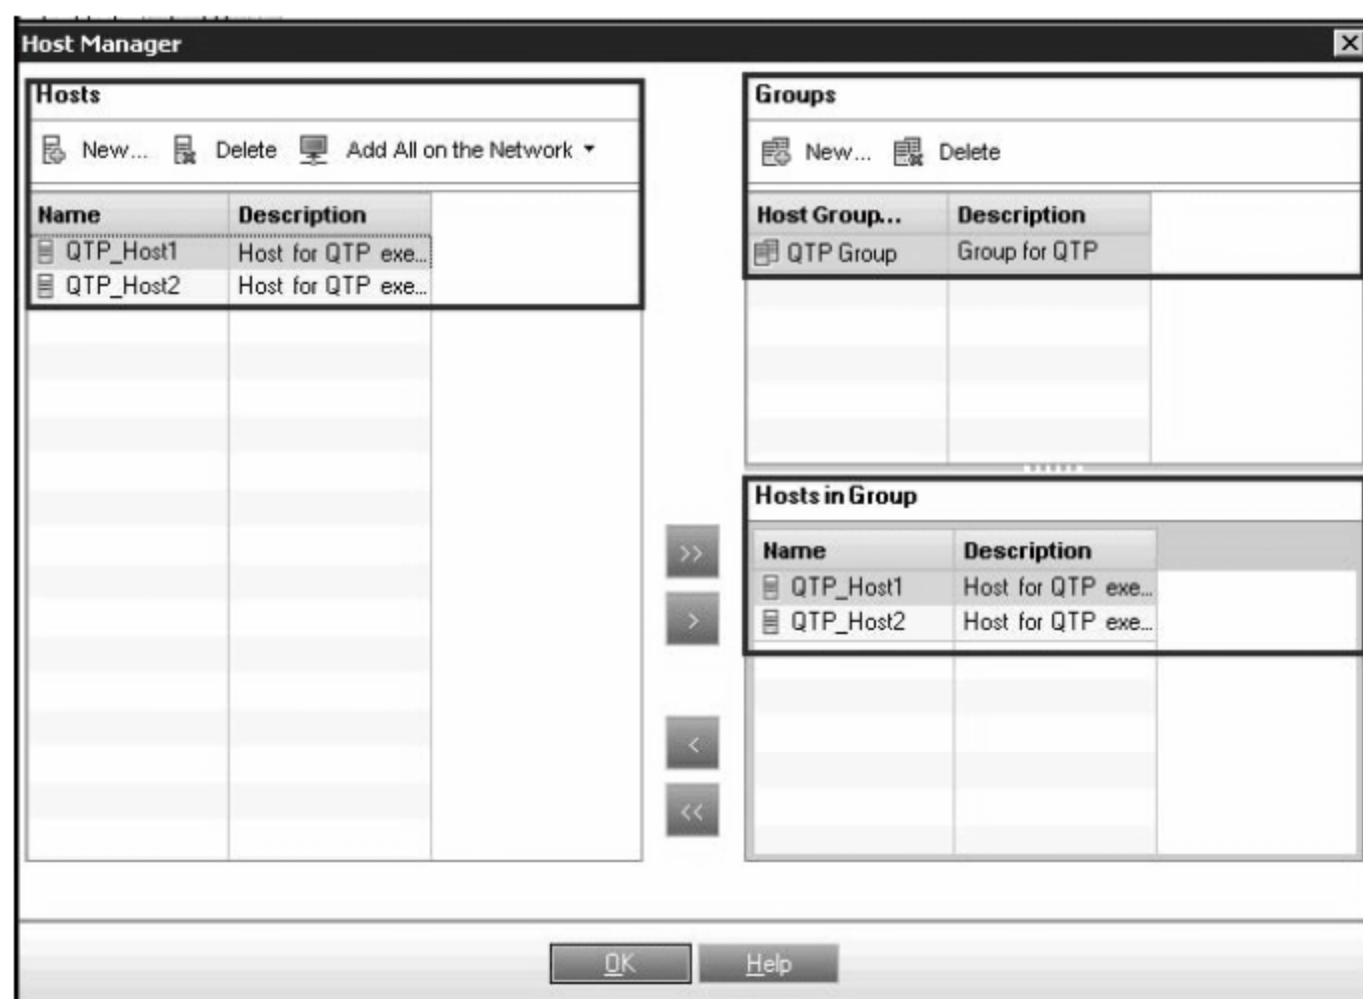 Host Manager
Hosts
New... Delete Add All on the Network
Name Description
QTP_Host1 Host for QTP exe...
QTP_Host2 Host for QTP exe...
Groups
New... Delete
Host Group... Description
QTP Group Group for QTP
Hosts in Group
Name Description
QTP_Host1 Host for QTP exe...
QTP_Host2 Host for QTP exe...
>>
>
<
<<
OK Help